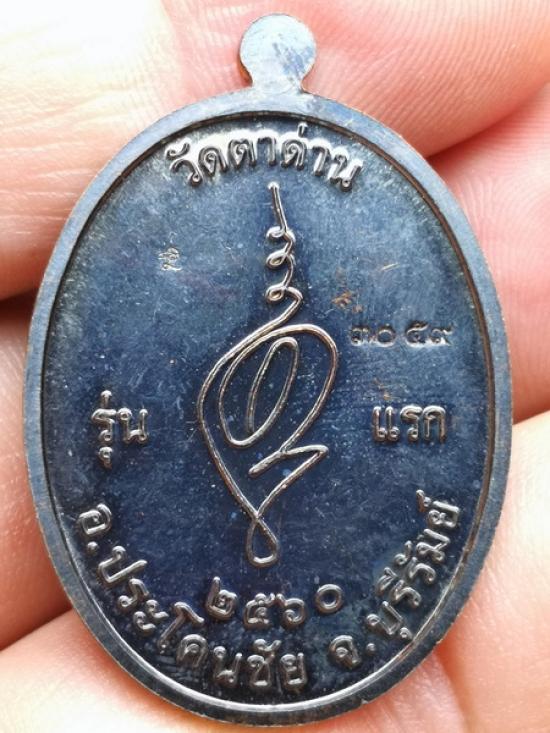 วัดตาด่าน
๓๐๕๙
รุ่น แรก
๒๕๖๐
อ.ประโคนชัย จ.บุรีรัมย์